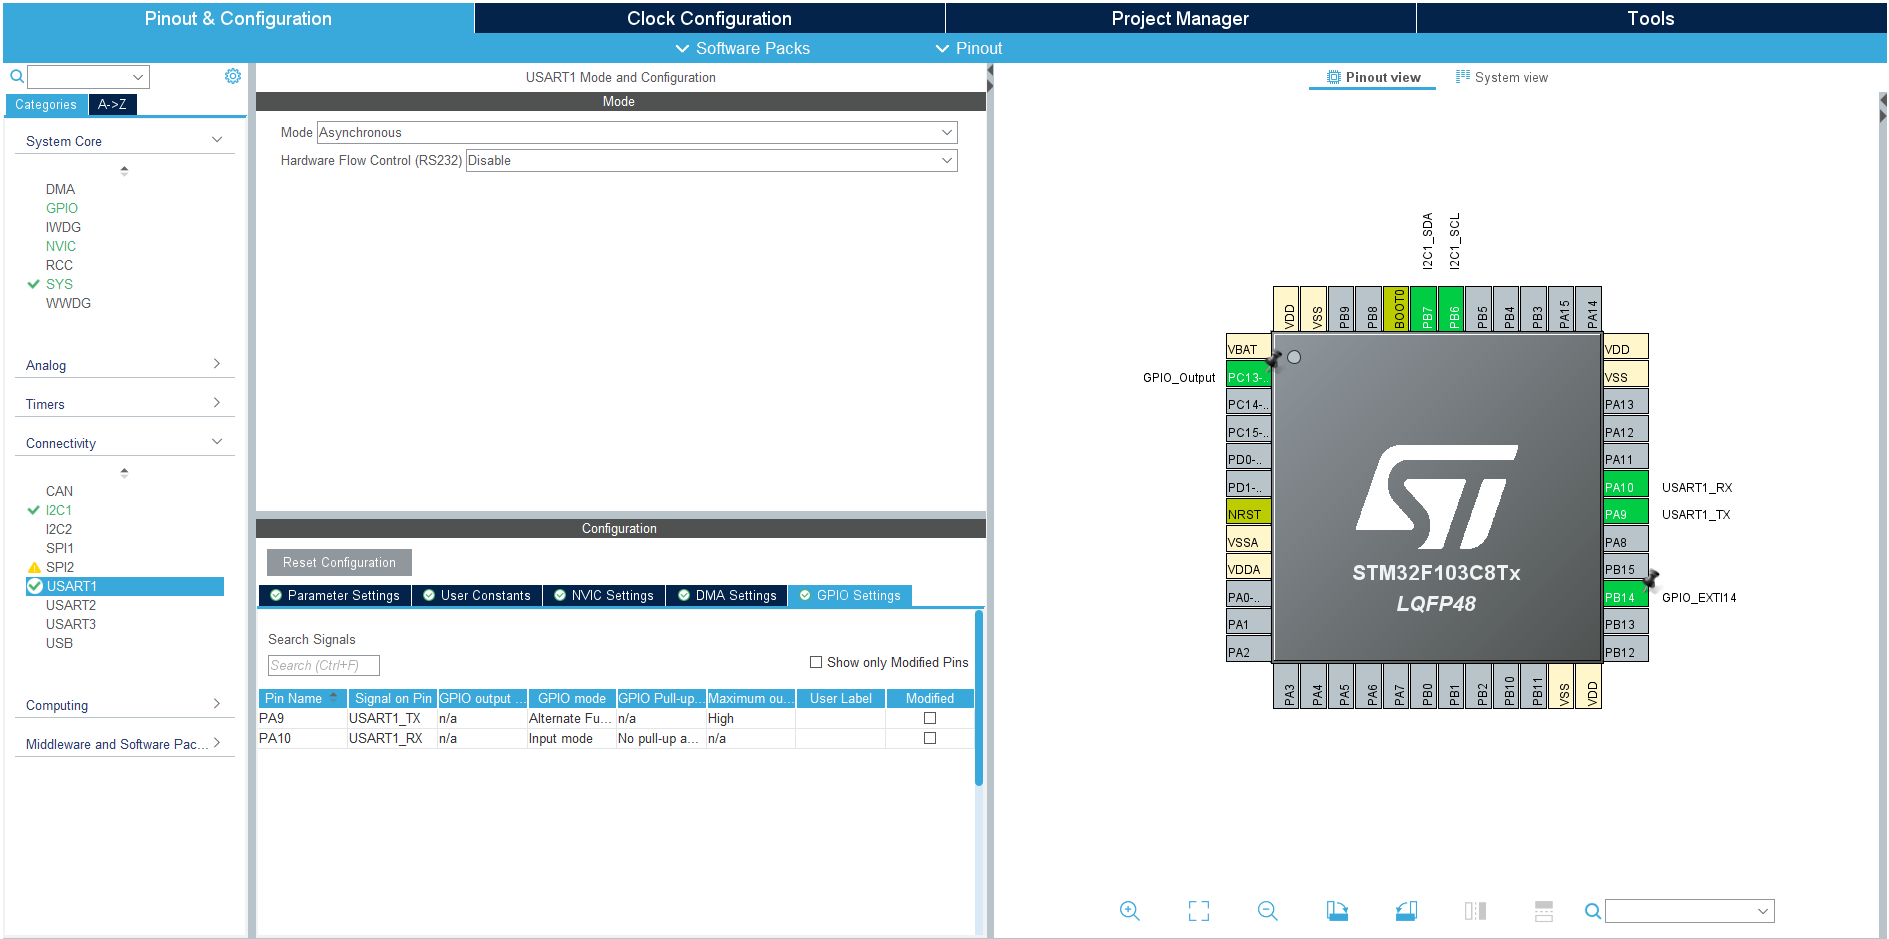 Pinout & Configuration
Clock Configuration
Project Manager
Tools
Software Packs
Pinout
Categories
A->Z
System Core
DMA
GPIO
IWDG
NVIC
RCC
SYS
WWDG
Analog
Timers
Connectivity
CAN
I2C1
I2C2
SPI1
SPI2
USART1
USART2
USART3
USB
Computing
Middleware and Software Pac...
USART1 Mode and Configuration
Mode
Mode Asynchronous
Hardware Flow Control (RS232) Disable
Configuration
Reset Configuration
Parameter Settings
User Constants
NVIC Settings
DMA Settings
GPIO Settings
Search Signals
Search (Ctrl+F)
Show only Modified Pins
Pin Name Signal on Pin GPIO output ... GPIO mode GPIO Pull-up... Maximum ou... User Label Modified
PA9 USART1_TX n/a Alternate Fu... n/a High
PA10 USART1_RX n/a Input mode No pull-up a... n/a
Pinout view
System view
I2C1_SDA
I2C1_SCL
VDD
VSS
PB9
PB8
BOOT0
PB7
PB6
PB5
PB4
PB3
PA15
PA14
VBAT
GPIO_Output PC13-..
PC14-..
PC15-..
PD0-..
PD1-..
NRST
VSSA
VDDA
PA0-..
PA1
PA2
STM32F103C8Tx
LQFP48
VDD
VSS
PA13
PA12
PA11
PA10 USART1_RX
PA9 USART1_TX
PA8
PB15
PB14 GPIO_EXTI14
PB13
PB12
PA3
PA4
PA5
PA6
PA7
PB0
PB1
PB2
PB10
PB11
VSS
VDD